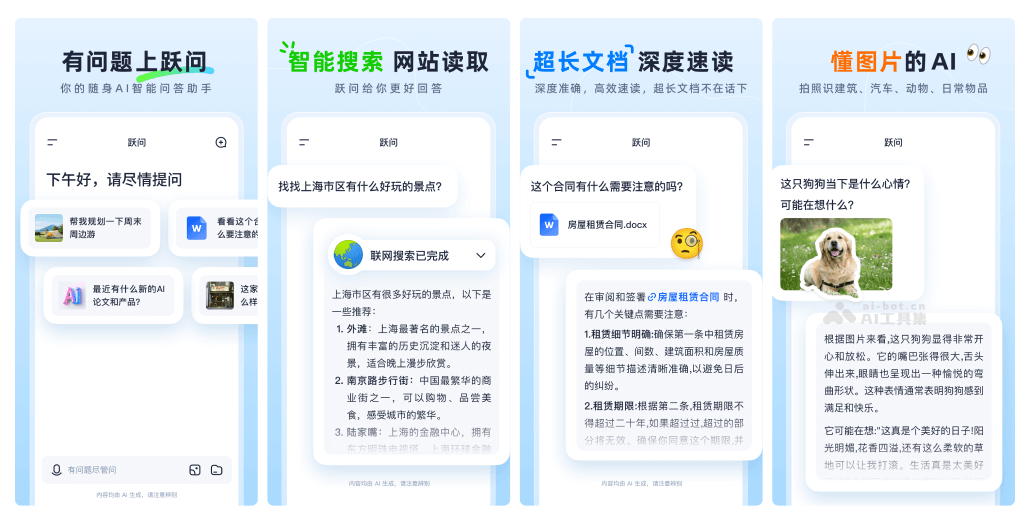 有问题上跃问
你的随身AI智能问答助手
跃问
下午好，请尽情提问
帮我规划一下周末
周边游
看看这个合
么要注意的
最近有什么新的AI
论文和产品?
这家
么样
有问题尽管问
内容均由 AI 生成，请注意辨别
智能搜索 网站读取
跃问给你更好回答
跃问
找找上海市区有什么好玩的景点?
联网搜索已完成
上海市区有很多好玩的景点，以下是
一些推荐：
1. 外滩：上海最著名的景点之一，
拥有丰富的历史沉淀和迷人的夜
景，适合晚上漫步欣赏。
2. 南京路步行街：中国最繁华的商
业街之一，可以购物、品尝美
食，感受城市的繁华。
3. 陆家嘴：上海的金融中心，拥有
东方明珠电视塔、上海环球金融
内容均由 AI 生成，请注意辨别
超长文档 深度速读
深度准确，高效速读，超长文档不在话下
跃问
这个合同有什么需要注意的吗?
房屋租赁合同.docx
在审阅和签署房屋租赁合同 时，
有几个关键点需要注意：
1.租赁细节明确:确保第一条中租赁房
屋的位置、间数、建筑面积和房屋质
量等细节描述清晰准确,以避免日后
的纠纷。
2.租赁期限:根据第二条,租赁期限不
得超过二十年,如果超过过,超过的部
分将无效。确保你同意这个期限,并
内容均由 AI 生成，请注意辨别
懂图片的AI
拍照识建筑、汽车、动物、日常物品
跃问
这只狗狗当下是什么心情?
可能在想什么?
ai-bot.cn
AI工具集
根据图片来看,这只狗狗显得非常开
心和放松。它的嘴巴张得很大,舌头
伸出来,眼睛也呈现出一种愉悦的弯
曲形状。这种表情通常表明狗狗感到
满足和快乐。
它可能在想:"这真是个美好的日子!阳
光明媚,花香四溢,还有这么柔软的草
地可以让我打滚。生活真是太美好